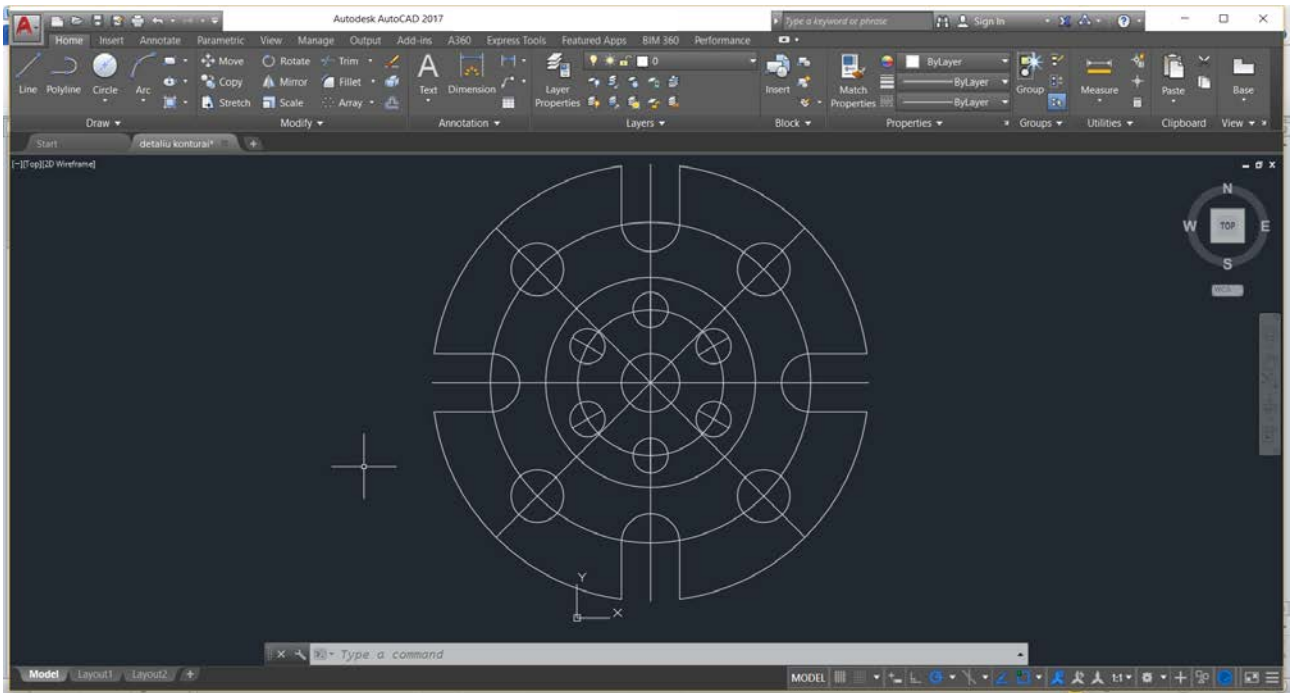 A
Autodesk AutoCAD 2017
Type a keyword or phrase
Sign In
?
Home Insert Annotate Parametric View Manage Output Add-ins A360 Express Tools Featured Apps BIM 360 Performance
Line Polyline Circle Arc
Move Rotate Trim
Copy Mirror Fillet
Stretch Scale Array
A
Text Dimension
Layer Properties
0
Insert
Match Properties
ByLayer
ByLayer
ByLayer
Group
Measure
Paste
Base
Draw Modify Annotation Layers Block Properties Groups Utilities Clipboard View
Start detaliu konturai*
[−][Top][2D Wireframe]
N
W TOP E
S
WCS
Y
X
Type a command
Model Layout1 Layout2 +
MODEL 1:1